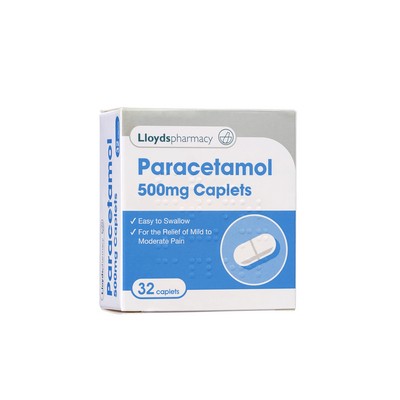 Lloydspharmacy
Paracetamol
500mg Caplets
✓ Easy to Swallow
✓ For the Relief of Mild to
Moderate Pain
32 caplets
32
Paracetamol
500mg Caplets